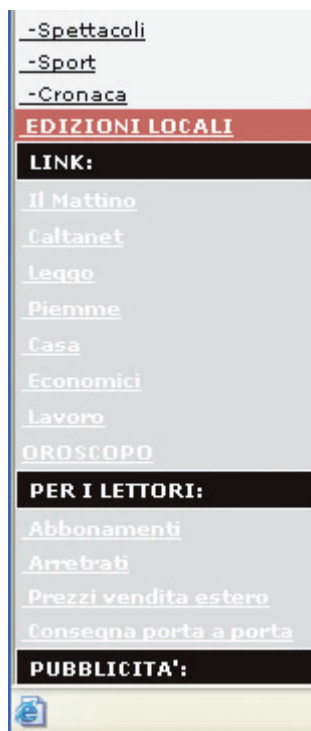 -Spettacoli
-Sport
-Cronaca
EDIZIONI LOCALI
LINK:
Il Mattino
Caltanet
Leggo
Piemme
Casa
Economici
Lavoro
OROSCOPO
PER I LETTORI:
Abbonamenti
Arretrati
Prezzi vendita estero
Consegna porta a porta
PUBBLICITA':